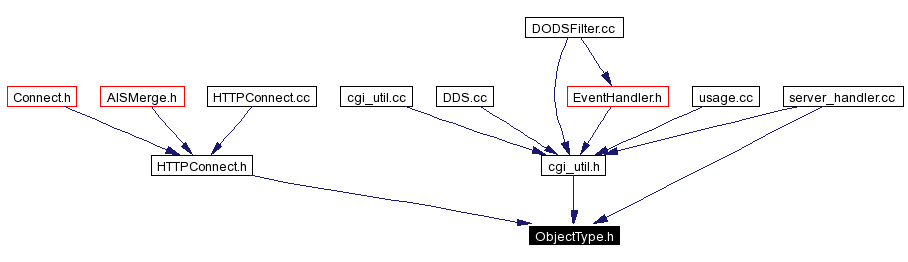 DODSFilter.cc
Connect.h
AISMerge.h
HTTPConnect.cc
cgi_util.cc
DDS.cc
EventHandler.h
usage.cc
server_handler.cc
HTTPConnect.h
cgi_util.h
ObjectType.h